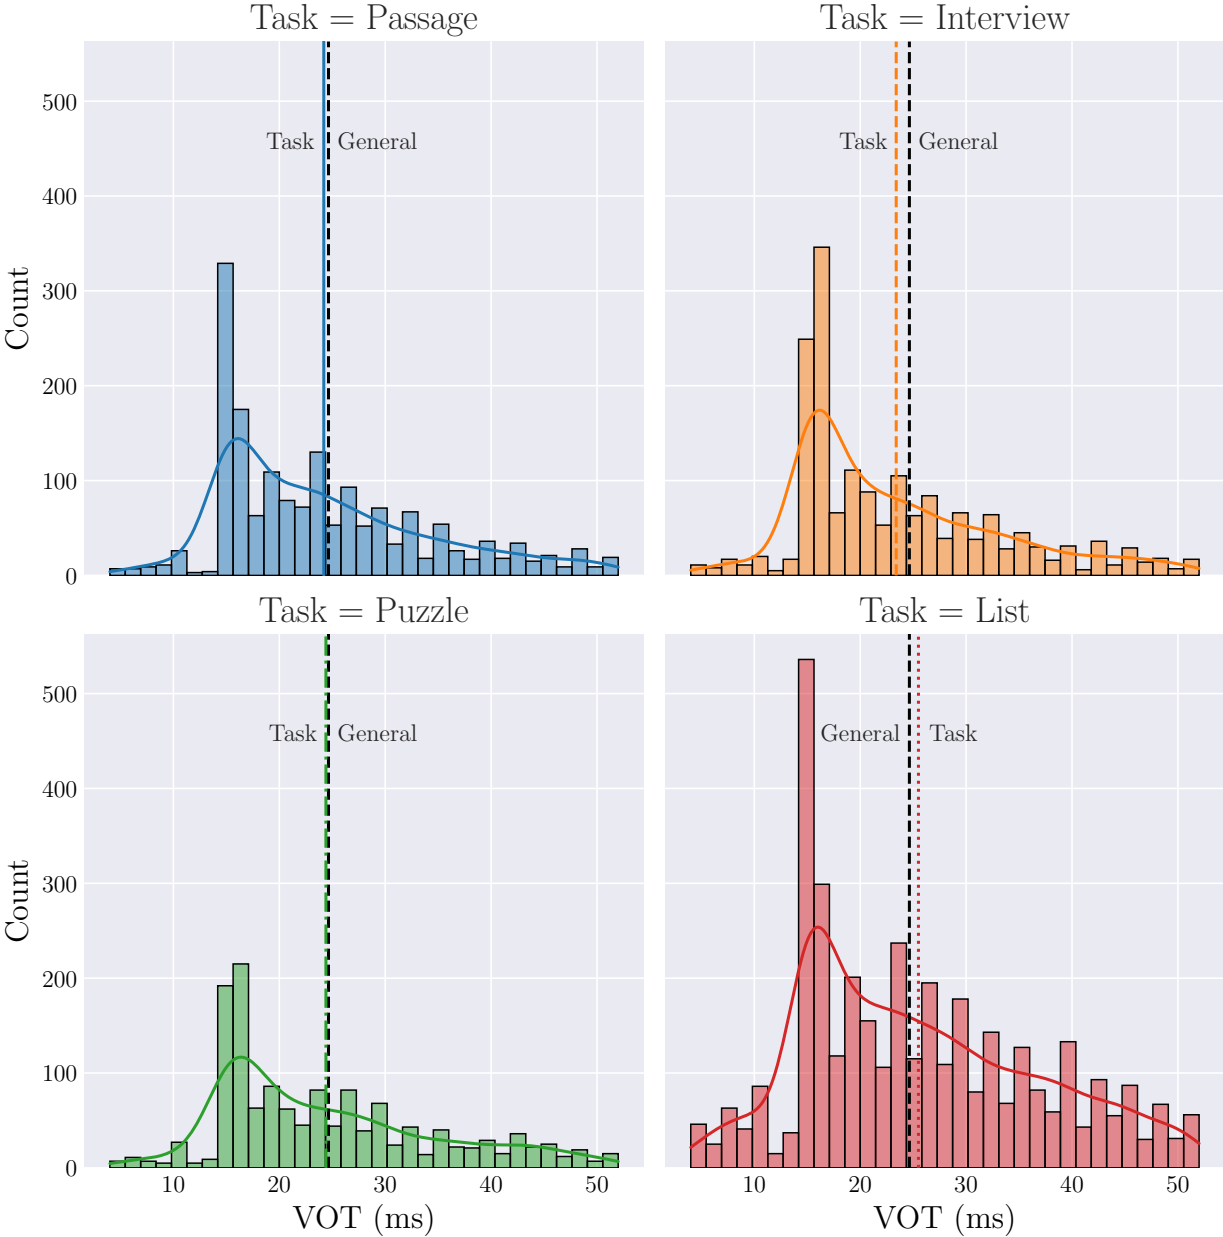 Task = Passage
Task = Interview
500
400
300
200
100
0
Count
Task
General
Task
General
Task = Puzzle
Task = List
500
400
300
200
100
0
Count
Task
General
General
Task
10
20
30
40
50
VOT (ms)
10
20
30
40
50
VOT (ms)